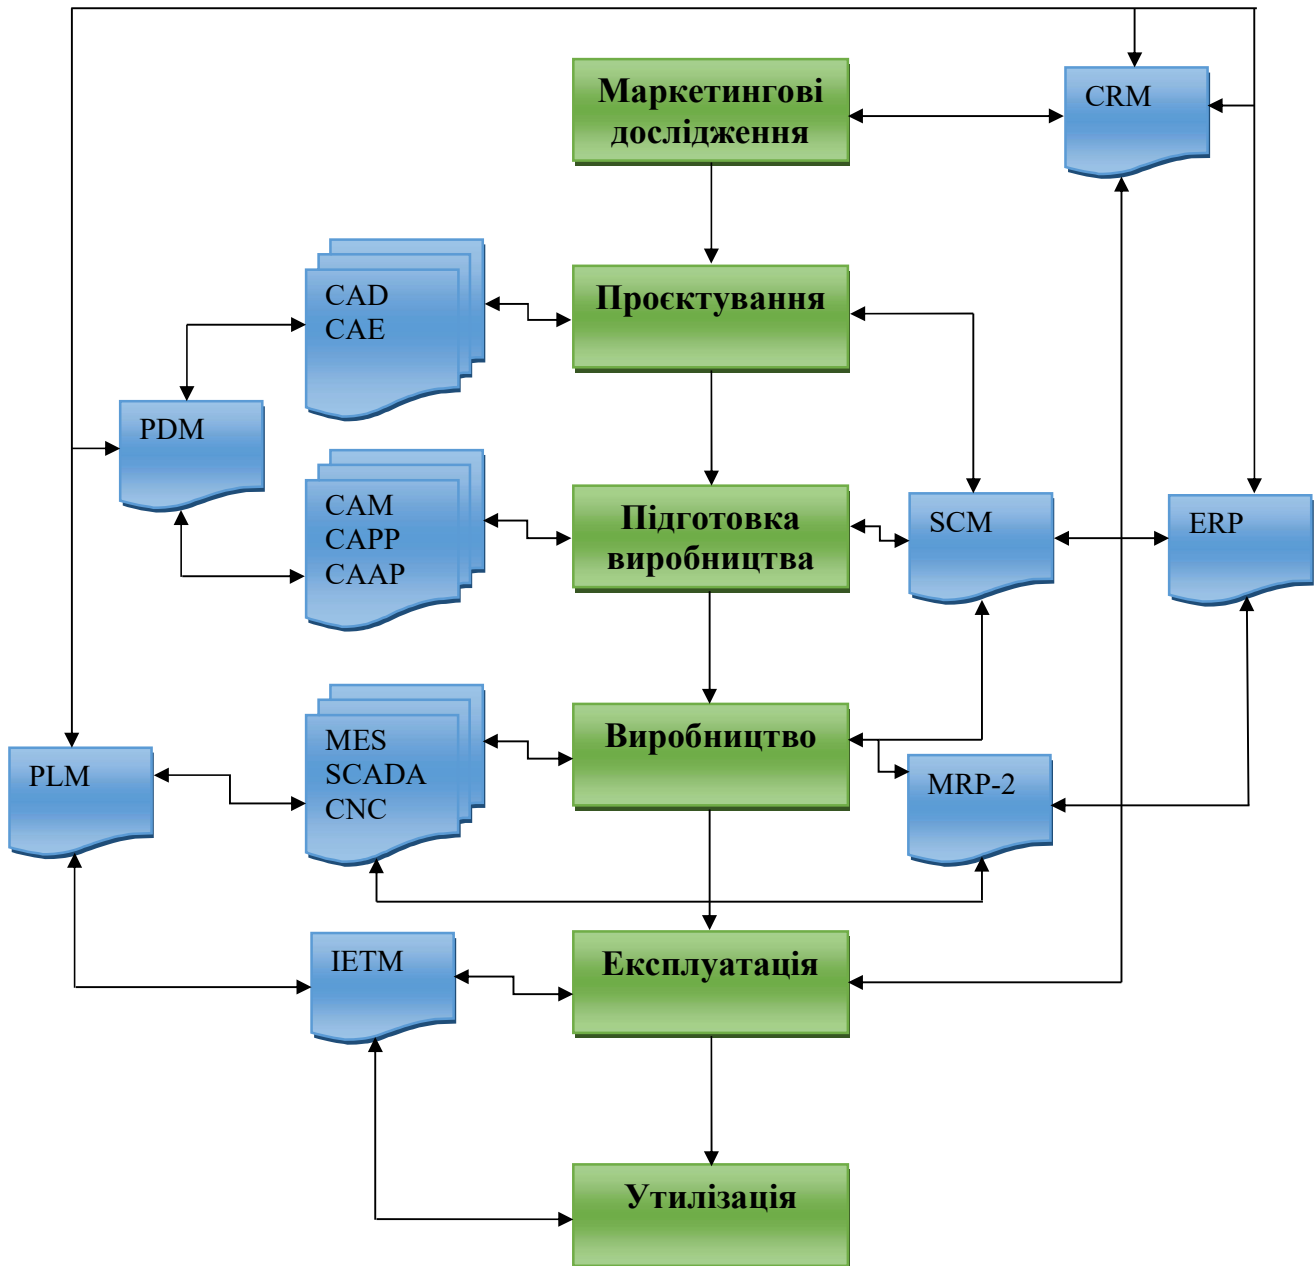 Маркетингові
дослідження
CRM
CAD
CAE
Проєктування
PDM
CAM
CAPP
CAAP
Підготовка
виробництва
SCM
ERP
MES
SCADA
CNC
Виробництво
PLM
MRP-2
IETM
Експлуатація
Утилізація